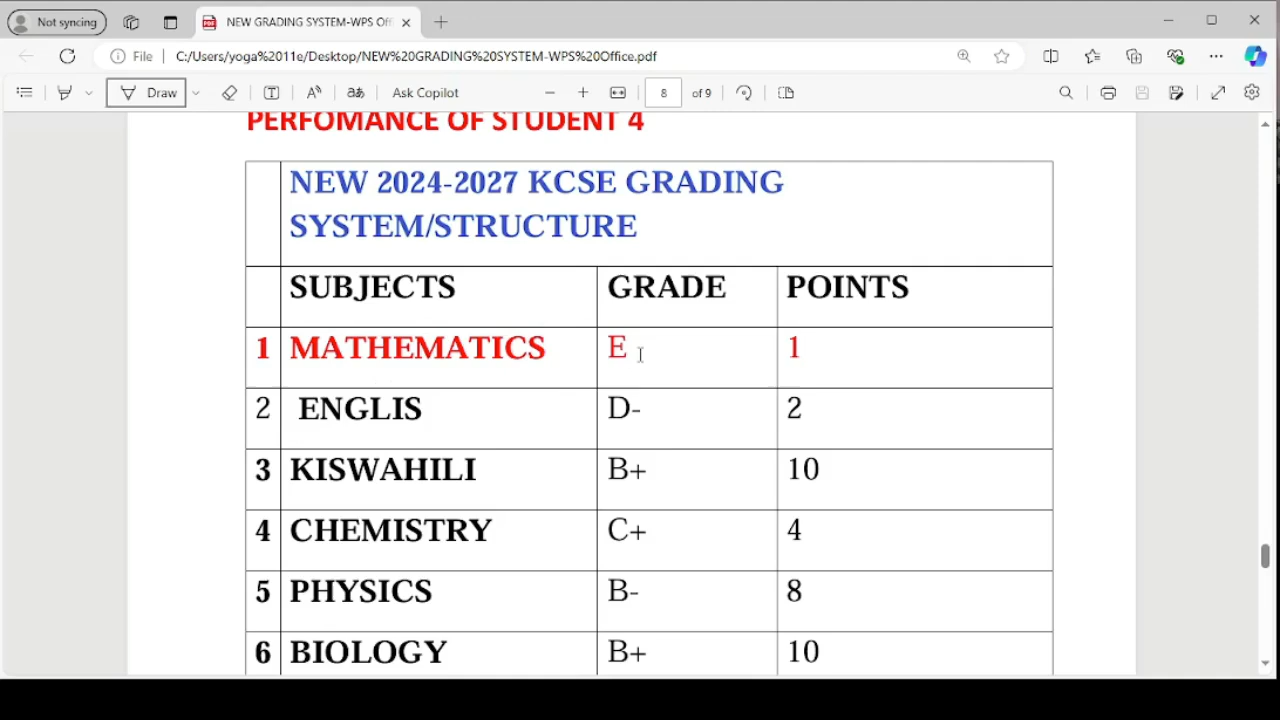 Not syncing
NEW GRADING SYSTEM-WPS Off
File
C:/Users/yoga%2011e/Desktop/NEW%20GRADING%20SYSTEM-WPS%20Office.pdf
Draw
Ask Copilot
8 of 9
PERFOMANCE OF STUDENT 4
NEW 2024-2027 KCSE GRADING
SYSTEM/STRUCTURE
SUBJECTS GRADE POINTS
1 MATHEMATICS E 1
2 ENGLIS D- 2
3 KISWAHILI B+ 10
4 CHEMISTRY C+ 4
5 PHYSICS B- 8
6 BIOLOGY B+ 10